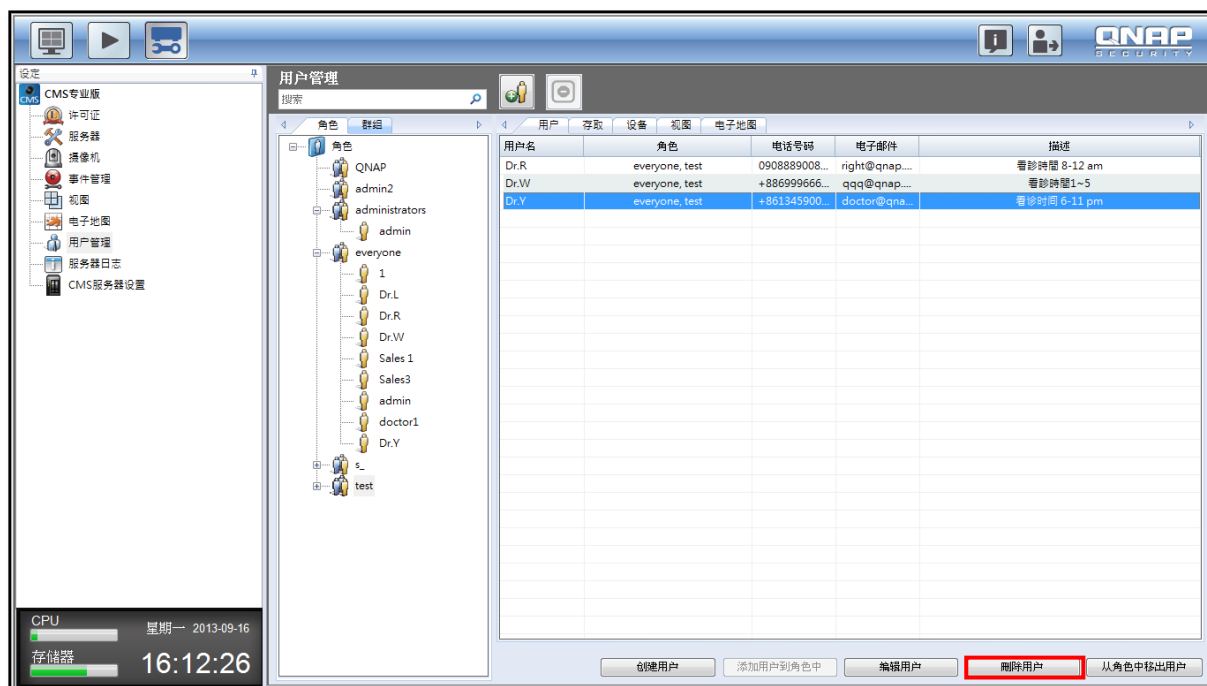 QNAP
SECURITY
设定
CMS专业版
CMS
许可证
服务器
摄像机
事件管理
视图
电子地图
用户管理
服务器日志
CMS服务器设置
CPU
星期一 2013-09-16
存储器
16:12:26
用户管理
搜索
角色 群组
角色
QNAP
admin2
administrators
admin
everyone
1
Dr.L
Dr.R
Dr.W
Sales 1
Sales3
admin
doctor1
Dr.Y
s_
test
用户 存取 设备 视图 电子地图
用户名 角色 电话号码 电子邮件 描述
Dr.R everyone, test 0908889008... right@qnap.... 看診時間 8-12 am
Dr.W everyone, test +886999666... qqq@qnap.... 看診時間1~5
Dr.Y everyone, test +861345900... doctor@qna... 看诊时间 6-11 pm
创建用户 添加用户到角色中 编辑用户 删除用户 从角色中移出用户